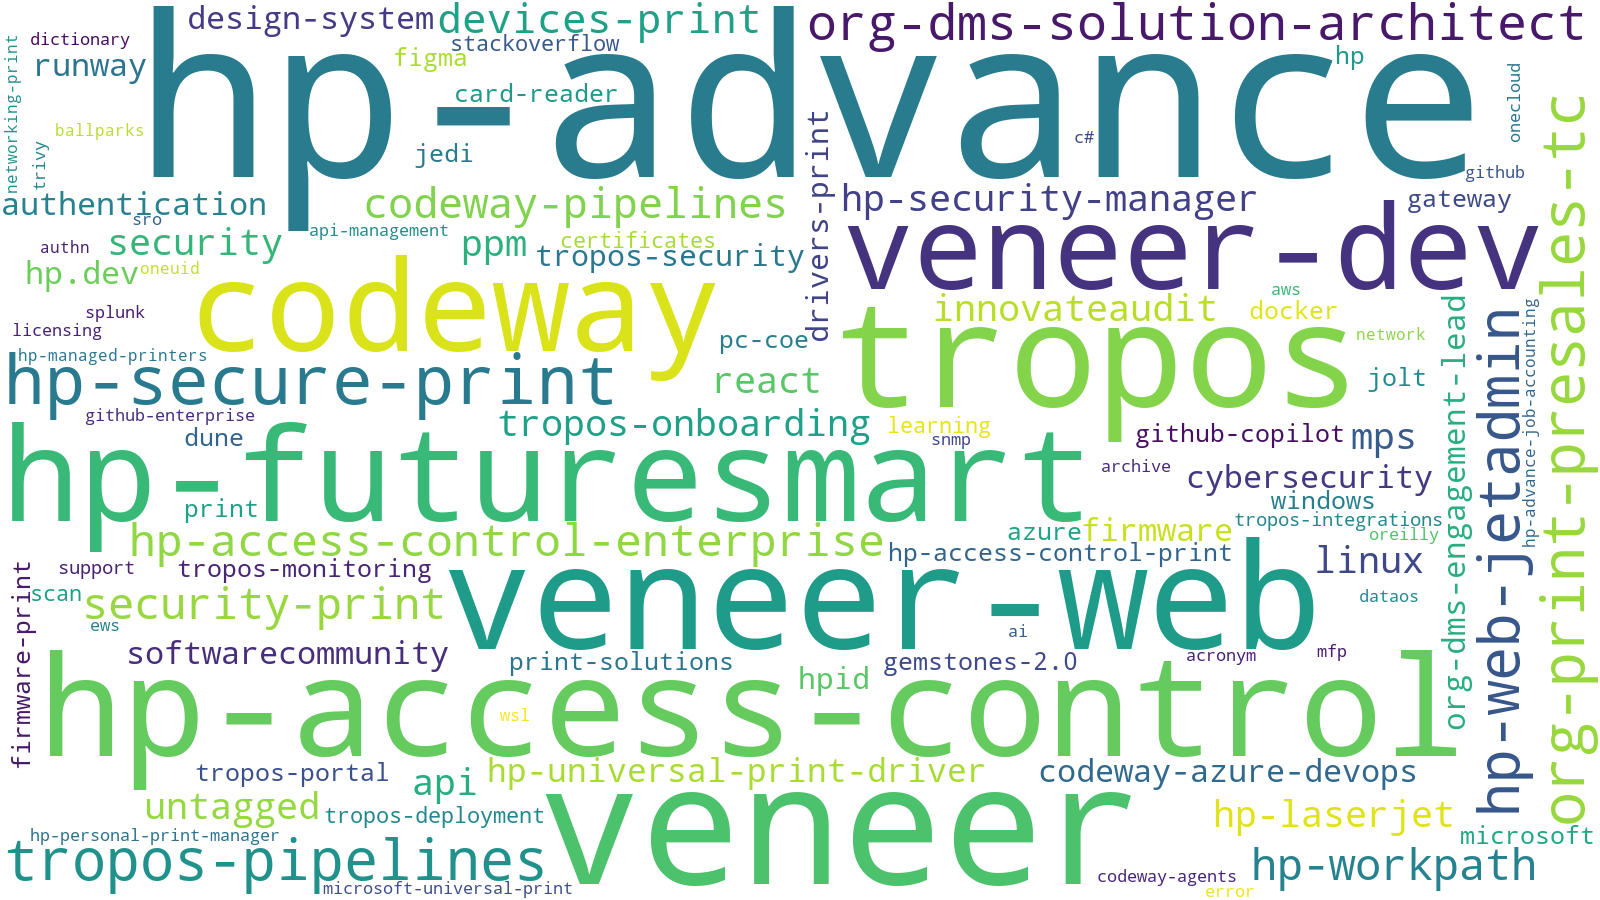 design-system
devices-print
org-dms-solution-architect
dictionary
stackoverflow
runway
figma
hp
hp-advance
networking-print
card-reader
onecloud
ballparks
trivy
jedi
drivers-print
c#
github
authentication
codeway-pipelines
hp-security-manager
gateway
sro
api-management
security
ppm
certificates
veneer-dev
authn
tropos-security
hp.dev
oneuid
aws
splunk
codeway
innovateaudit
docker
licensing
tropos
network
hp-managed-printers
pc-coe
hp-secure-print
react
jolt
github-enterprise
tropos-onboarding
learning
dune
snmp
github-copilot
mps
archive
hp-futuresmart
cybersecurity
windows
print
tropos-integrations
azure
firmware
oreilly
hp-access-control-enterprise
hp-access-control-print
linux
org-dms-engagement-lead
hp-web-jetadmin
hp-advance-job-accounting
org-print-presales-tc
support
tropos-monitoring
firmware-print
scan
security-print
veneer-web
dataos
ews
ai
softwarecommunity
print-solutions
gemstones-2.0
acronym
mfp
hpid
hp-access-control
wsl
tropos-portal
api
hp-universal-print-driver
codeway-azure-devops
untagged
tropos-deployment
hp-laserjet
hp-personal-print-manager
veneer
microsoft
tropos-pipelines
hp-workpath
microsoft-universal-print
codeway-agents
error